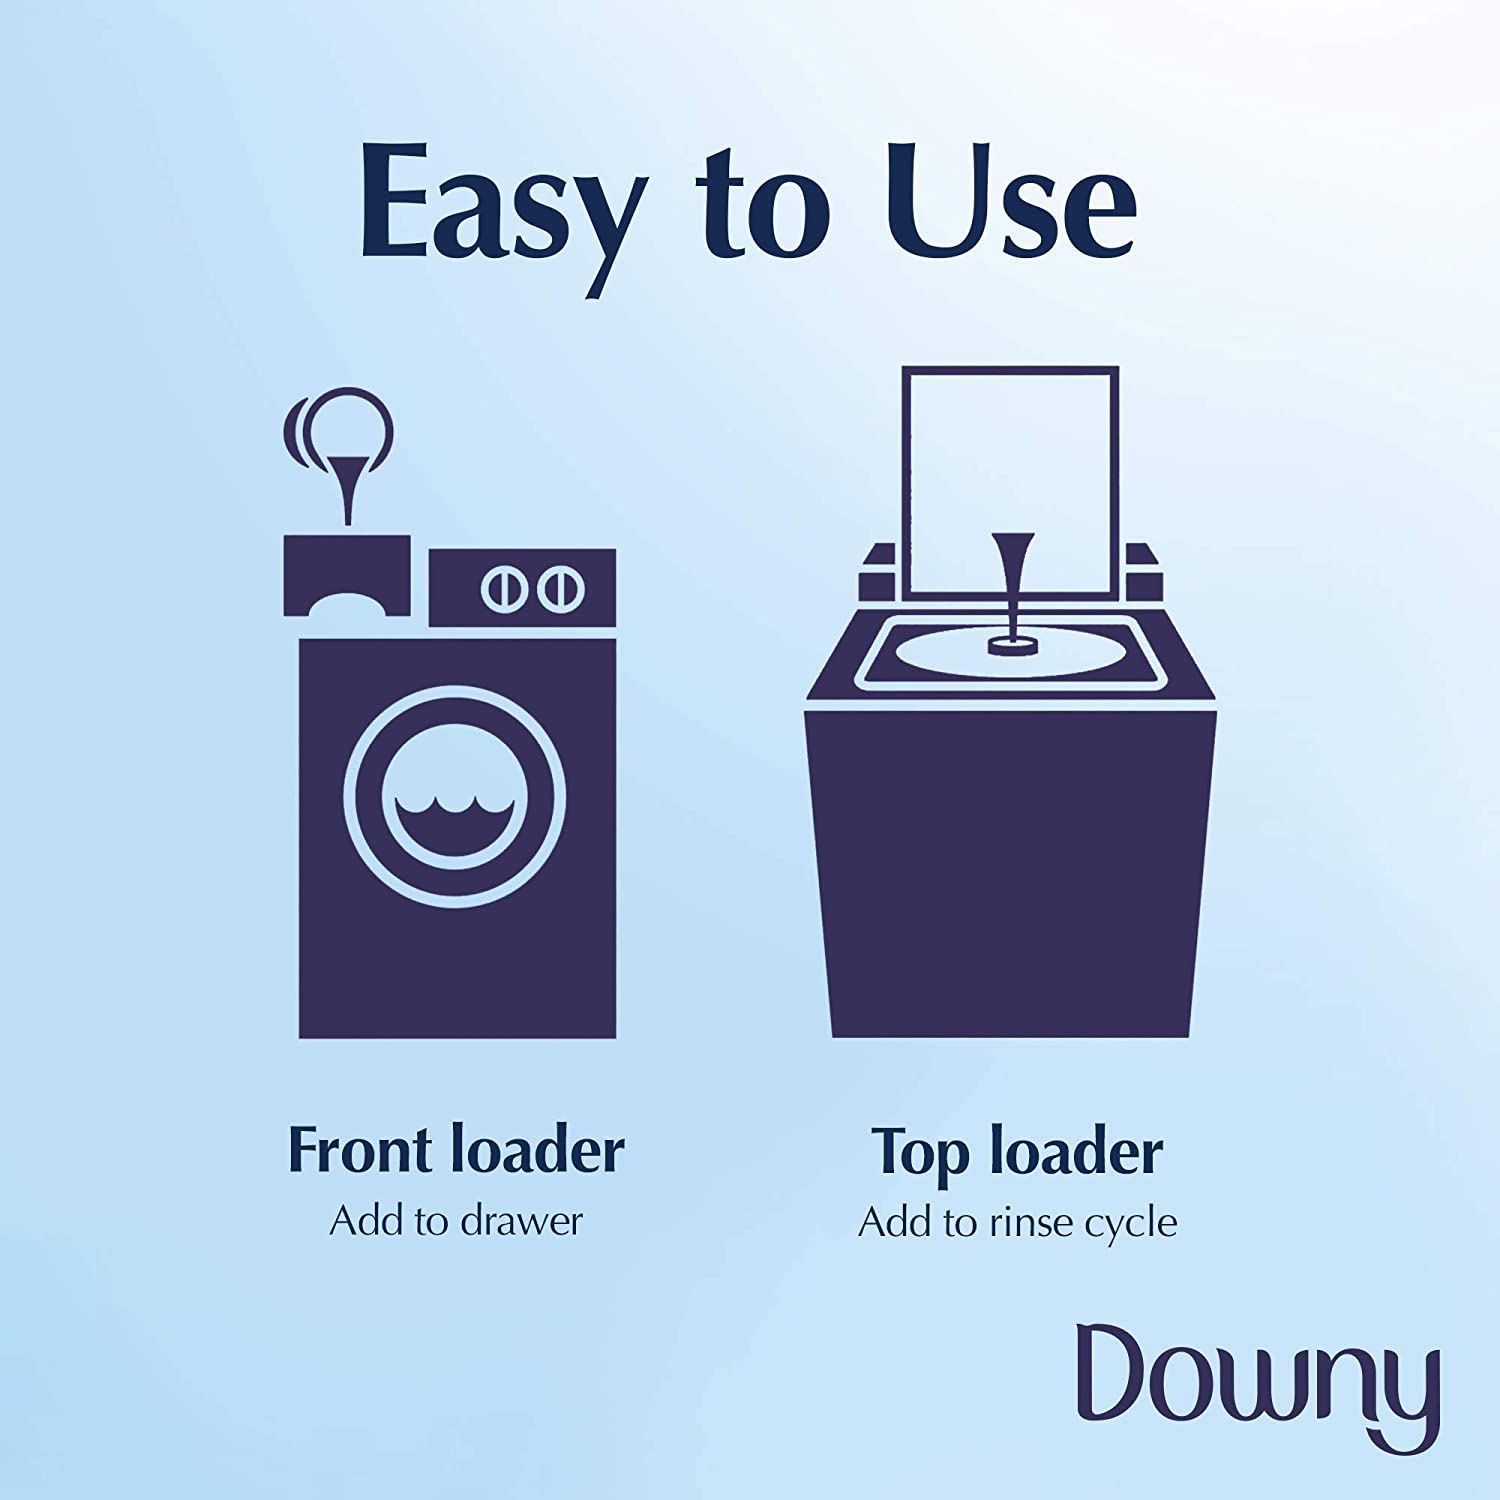 Easy to Use
Front loader
Add to drawer
Top loader
Add to rinse cycle
Downy